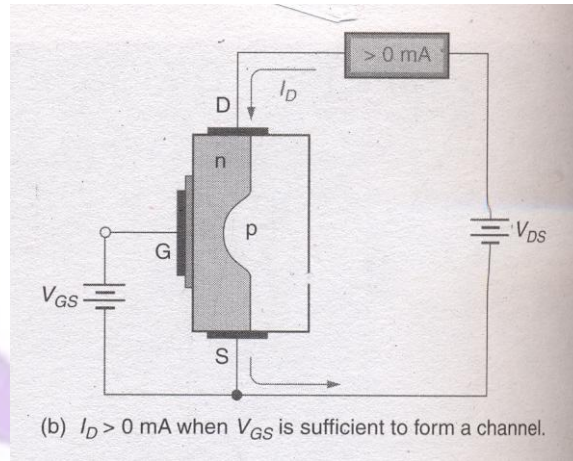 > 0 mA
I_D
D
n
p
G
V_DS
V_GS
S
(b) I_D > 0 mA when V_GS is sufficient to form a channel.